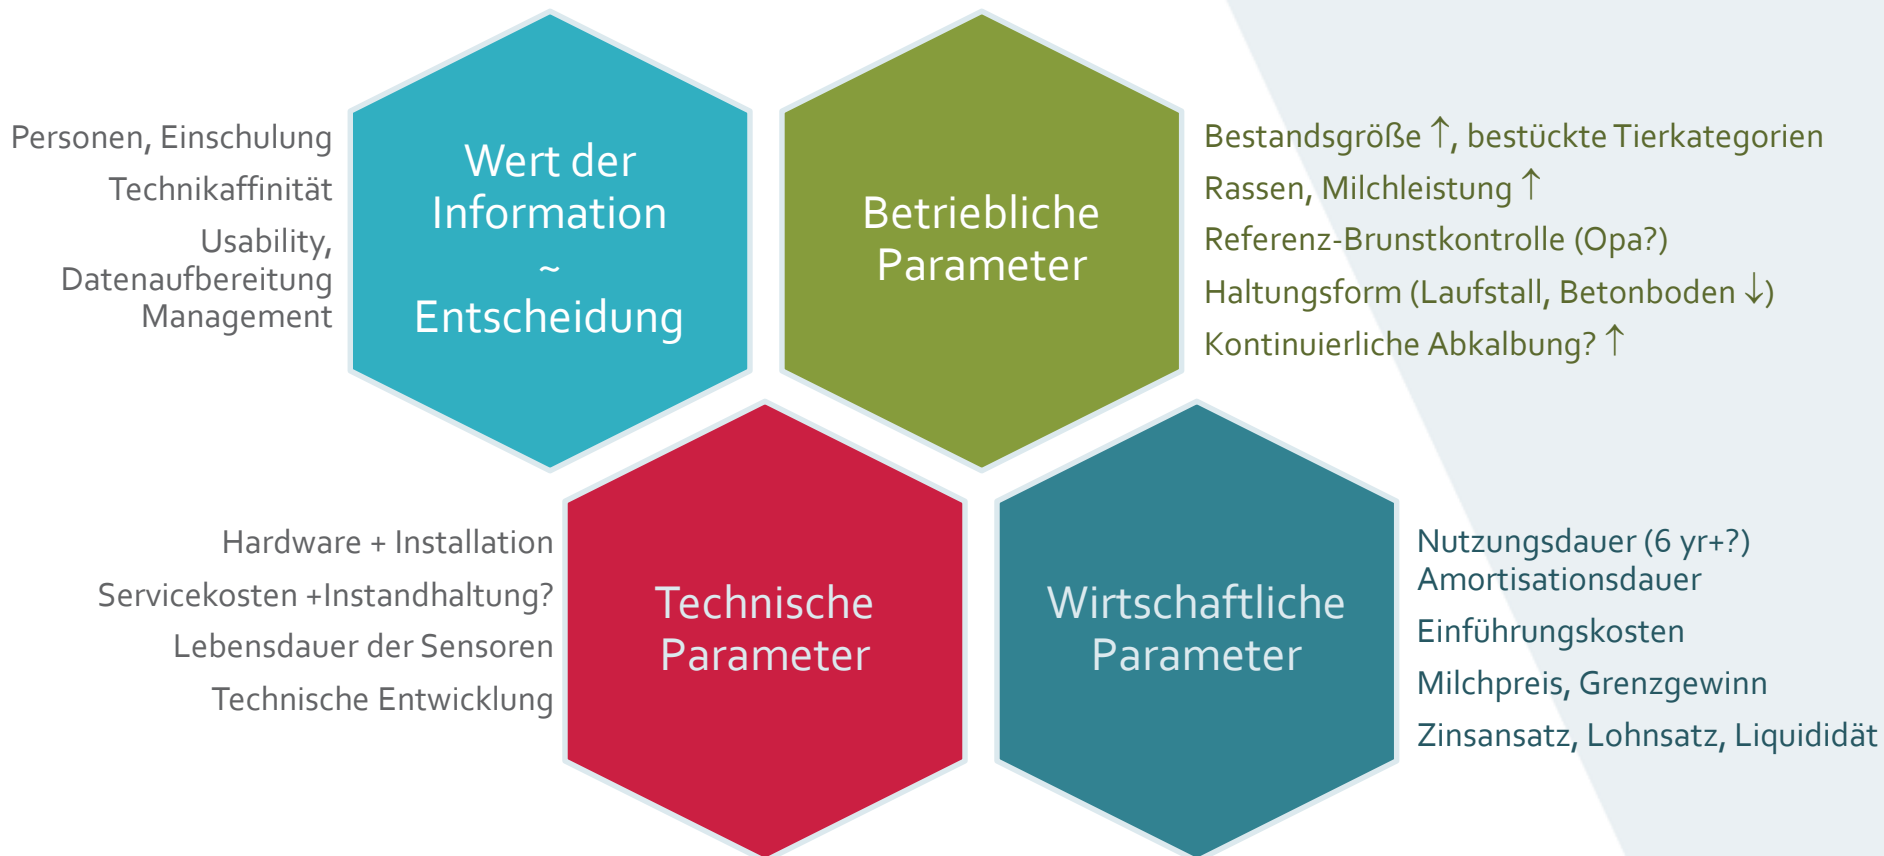 Personen, Einschulung
Technikaffinität
Usability,
Datenaufbereitung
Management
Wert der
Information
~
Entscheidung
Betriebliche
Parameter
Bestandsgröße ↑, bestückte Tierkategorien
Rassen, Milchleistung ↑
Referenz-Brunstkontrolle (Opa?)
Haltungsform (Laufstall, Betonboden ↓)
Kontinuierliche Abkalbung? ↑
Hardware + Installation
Servicekosten +Instandhaltung?
Lebensdauer der Sensoren
Technische Entwicklung
Technische
Parameter
Wirtschaftliche
Parameter
Nutzungsdauer (6 yr+?)
Amortisationsdauer
Einführungskosten
Milchpreis, Grenzgewinn
Zinsansatz, Lohnsatz, Liquididät